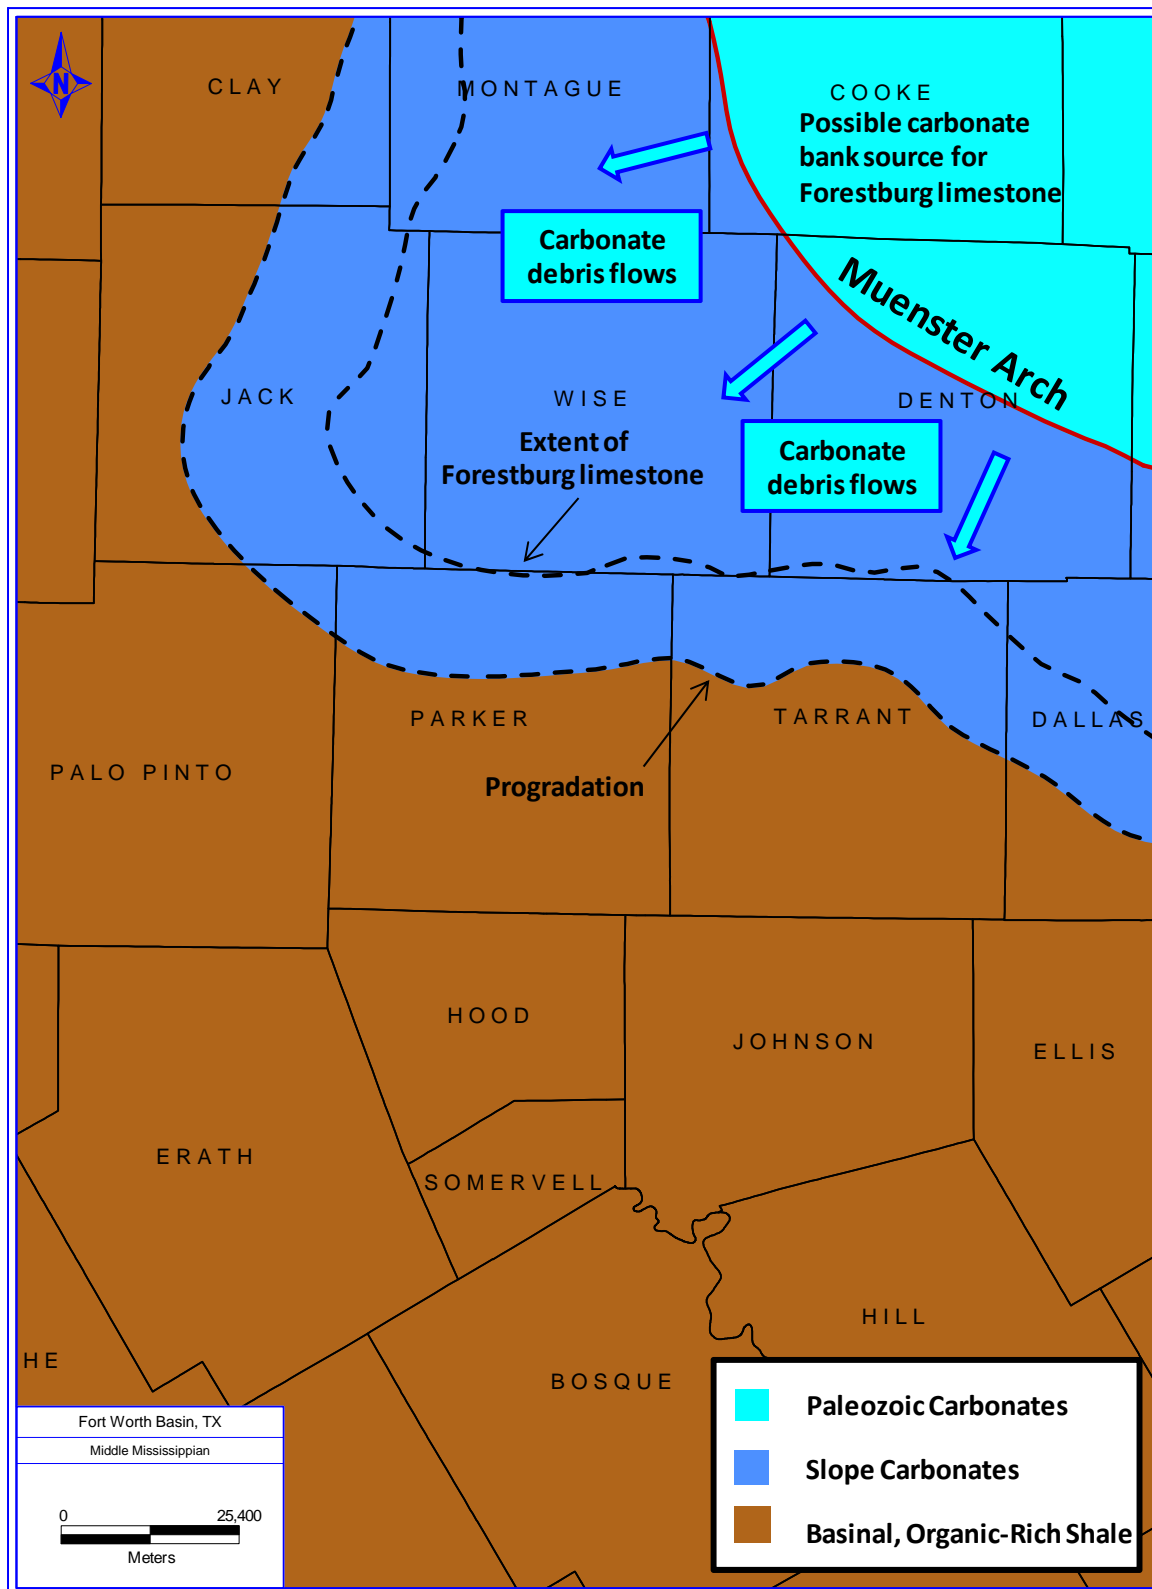 CLAY
MONTAGUE
COOKE
N
Possible carbonate
bank source for
Forestburg limestone
Carbonate
debris flows
Muenster Arch
JACK
WISE
DENTON
Extent of
Forestburg limestone
Carbonate
debris flows
PARKER
TARRANT
DALLAS
PALO PINTO
Progradation
HOOD
JOHNSON
ELLIS
ERATH
SOMERVELL
HILL
HE
BOSQUE
Paleozoic Carbonates
Slope Carbonates
Basinal, Organic-Rich Shale
Fort Worth Basin, TX
Middle Mississippian
0 25,400
Meters